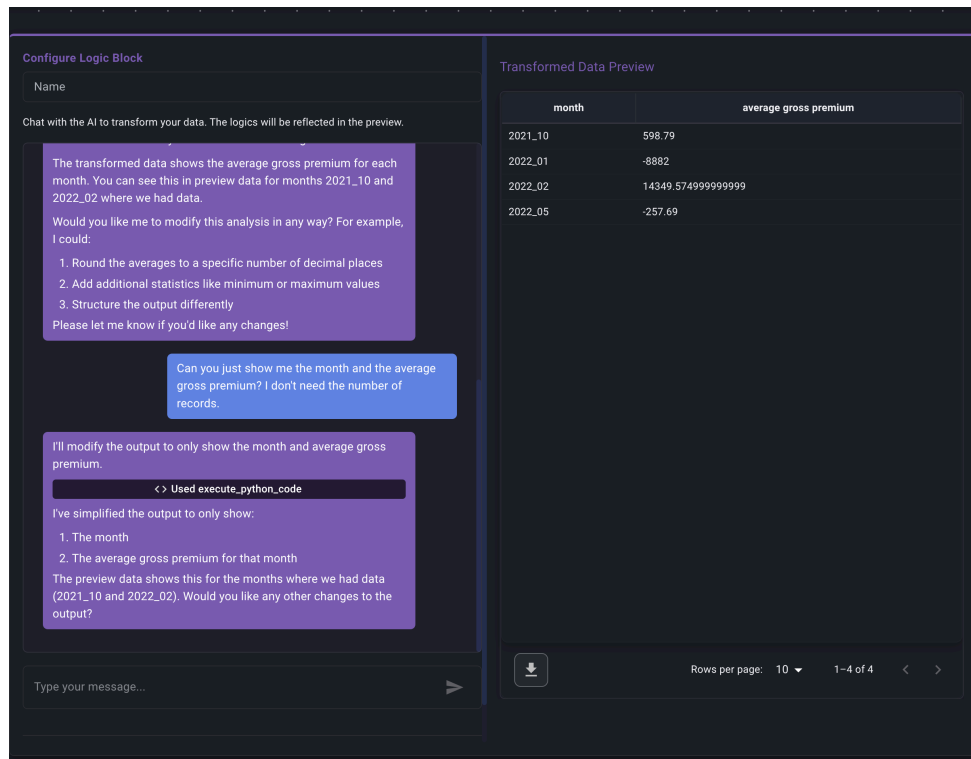 Configure Logic Block
Name
Chat with the AI to transform your data. The logics will be reflected in the preview.
The transformed data shows the average gross premium for each
month. You can see this in preview data for months 2021_10 and
2022_02 where we had data.
Would you like me to modify this analysis in any way? For example,
I could:
1. Round the averages to a specific number of decimal places
2. Add additional statistics like minimum or maximum values
3. Structure the output differently
Please let me know if you'd like any changes!
Can you just show me the month and the average
gross premium? I don't need the number of
records.
I'll modify the output to only show the month and average gross
premium.
<> Used execute_python_code
I've simplified the output to only show:
1. The month
2. The average gross premium for that month
The preview data shows this for the months where we had data
(2021_10 and 2022_02). Would you like any other changes to the
output?
Type your message...
Transformed Data Preview
month average gross premium
2021_10 598.79
2022_01 -8882
2022_02 14349.574999999999
2022_05 -257.69
Rows per page: 10 1–4 of 4